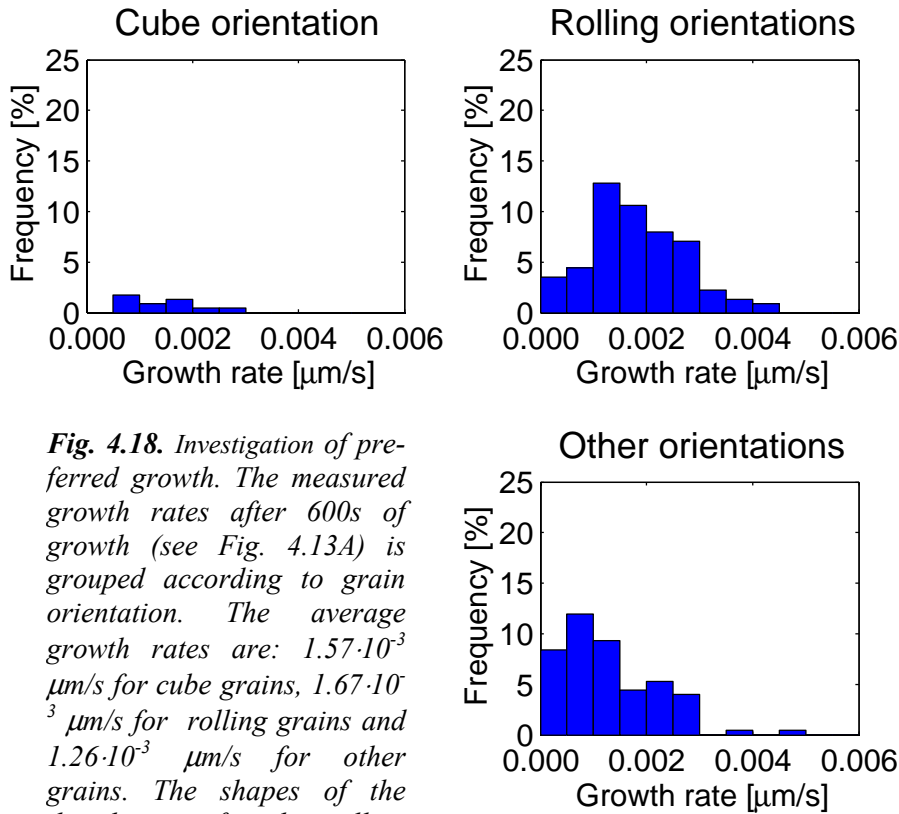 Cube orientation
25
20
15
10
5
0
Frequency [%]
0.000 0.002 0.004 0.006
Growth rate [μm/s]
Rolling orientations
25
20
15
10
5
0
Frequency [%]
0.000 0.002 0.004 0.006
Growth rate [μm/s]
Fig. 4.18. Investigation of pre-
ferred growth. The measured
growth rates after 600s of
growth (see Fig. 4.13A) is
grouped according to grain
orientation. The average
growth rates are: 1.57·10⁻³
μm/s for cube grains, 1.67·10⁻
³ μm/s for rolling grains and
1.26·10⁻³ μm/s for other
grains. The shapes of the
Other orientations
25
20
15
10
5
0
Frequency [%]
0.000 0.002 0.004 0.006
Growth rate [μm/s]